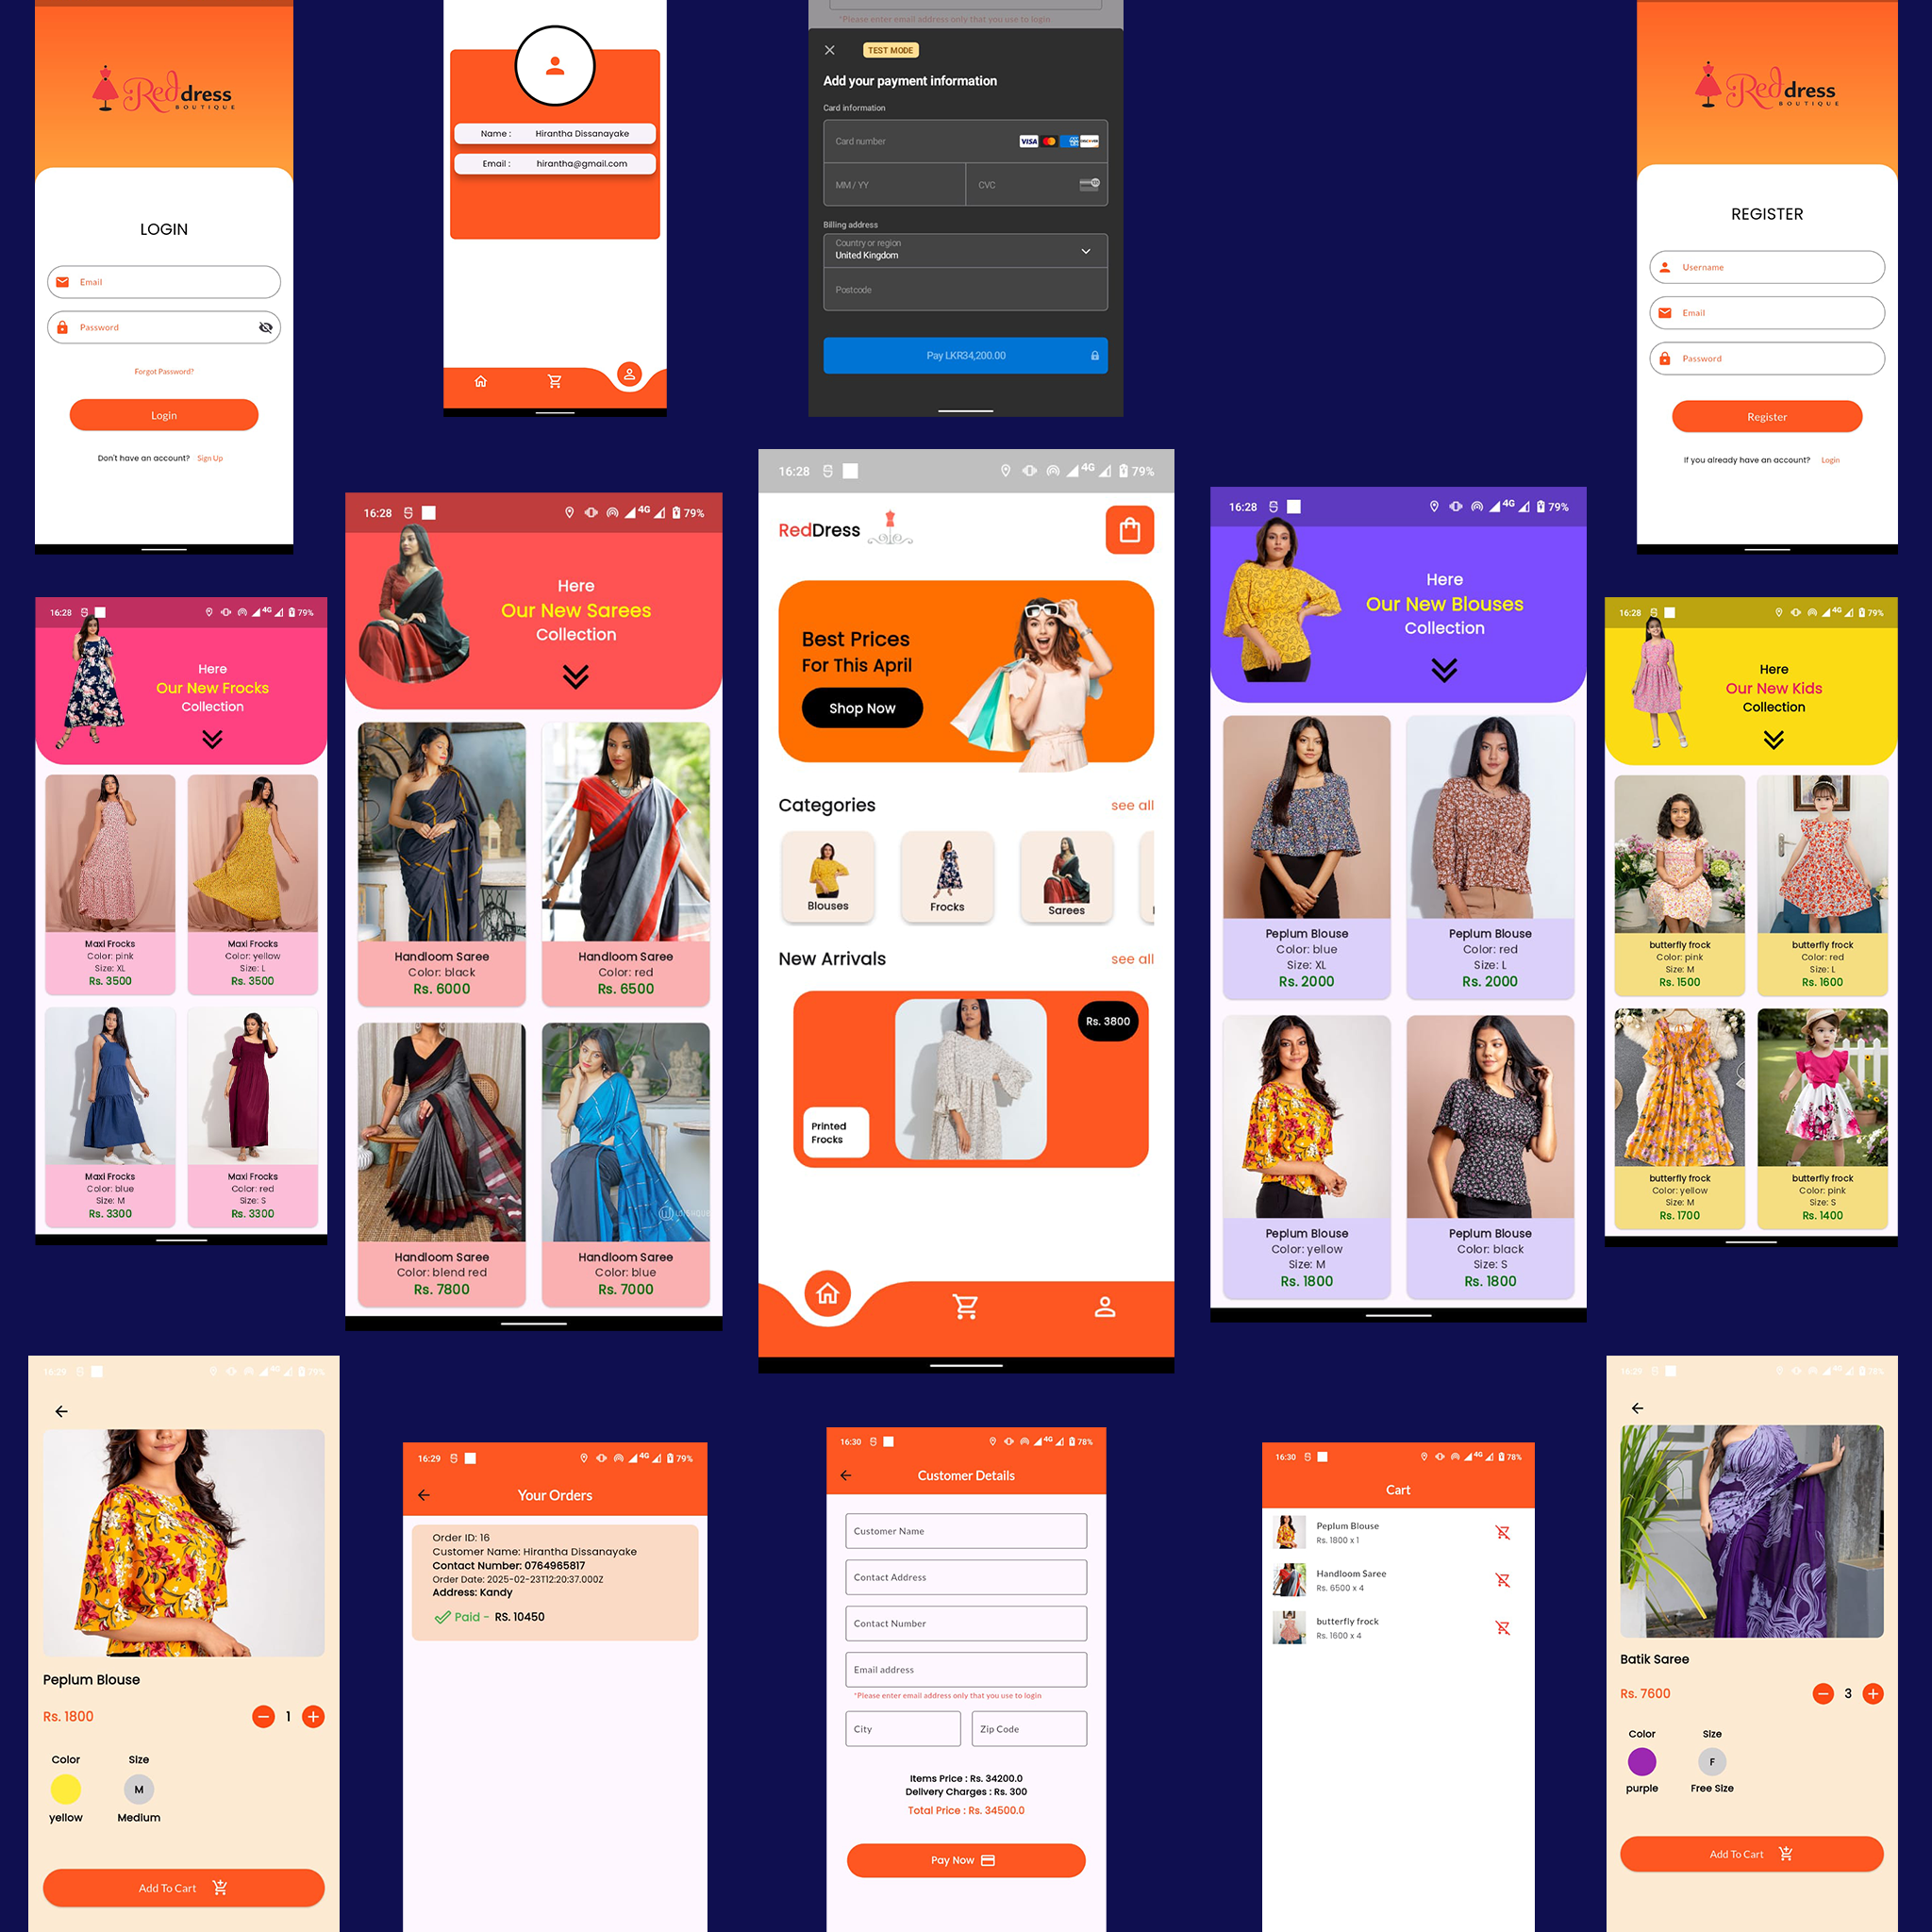 Reddress
BOUTIQUE
LOGIN
Email
Password
Forgot Password?
Login
Don't have an account? Sign Up
Name : Hirantha Dissanayake
Email : hirantha@gmail.com
*Please enter email address only that you use to login
TEST MODE
Add your payment information
Card information
Card number
VISA
MM / YY
CVC
Billing address
Country or region
United Kingdom
Postcode
Pay LKR34,200.00
Reddress
BOUTIQUE
REGISTER
Username
Email
Password
Register
If you already have an account? Login
16:28 4G 79%
Here
Our New Frocks
Collection
Maxi Frocks
Color: pink
Size: XL
Rs. 3500
Maxi Frocks
Color: yellow
Size: L
Rs. 3500
Maxi Frocks
Color: blue
Size: M
Rs. 3300
Maxi Frocks
Color: red
Size: S
Rs. 3300
16:28 4G 79%
Here
Our New Sarees
Collection
Handloom Saree
Color: black
Rs. 6000
Handloom Saree
Color: red
Rs. 6500
Handloom Saree
Color: blend red
Rs. 7800
Handloom Saree
Color: blue
Rs. 7000
16:28 4G 79%
RedDress
Best Prices
For This April
Shop Now
Categories see all
Blouses
Frocks
Sarees
New Arrivals see all
Rs. 3800
Printed
Frocks
16:28 4G 79%
Here
Our New Blouses
Collection
Peplum Blouse
Color: blue
Size: XL
Rs. 2000
Peplum Blouse
Color: red
Size: L
Rs. 2000
Peplum Blouse
Color: yellow
Size: M
Rs. 1800
Peplum Blouse
Color: black
Size: S
Rs. 1800
16:28 4G 79%
Here
Our New Kids
Collection
butterfly frock
Color: pink
Size: M
Rs. 1500
butterfly frock
Color: red
Size: L
Rs. 1600
butterfly frock
Color: yellow
Size: M
Rs. 1700
butterfly frock
Color: pink
Size: S
Rs. 1400
16:29 4G 79%
Peplum Blouse
Rs. 1800
1
Color Size
M
yellow Medium
Add To Cart
16:29 4G 79%
Your Orders
Order ID: 16
Customer Name: Hirantha Dissanayake
Contact Number: 0764965817
Order Date: 2025-02-23T12:20:37.000Z
Address: Kandy
Paid - RS. 10450
16:30 4G 78%
Customer Details
Customer Name
Contact Address
Contact Number
Email address
*Please enter email address only that you use to login
City
Zip Code
Items Price : Rs. 34200.0
Delivery Charges : Rs. 300
Total Price : Rs. 34500.0
Pay Now
16:30 4G 78%
Cart
Peplum Blouse
Rs. 1800 x 1
Handloom Saree
Rs. 6500 x 4
butterfly frock
Rs. 1600 x 4
16:29 4G 78%
Batik Saree
Rs. 7600
3
Color Size
F
purple Free Size
Add To Cart